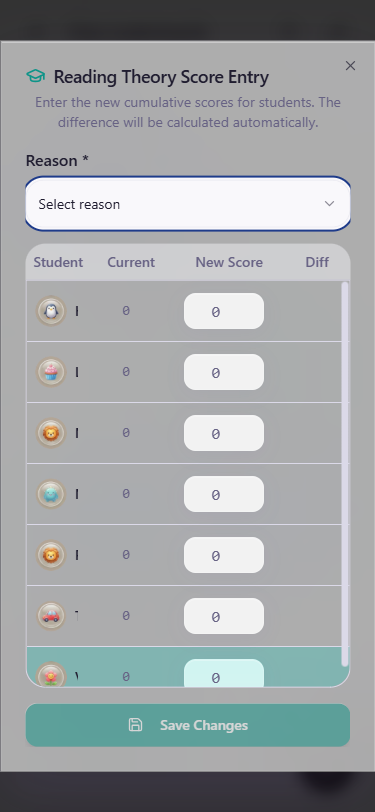 Reading Theory Score Entry
Enter the new cumulative scores for students. The
difference will be calculated automatically.
Reason *
Select reason
Student Current New Score Diff
0 0
0 0
0 0
0 0
0 0
0 0
0 0
Save Changes